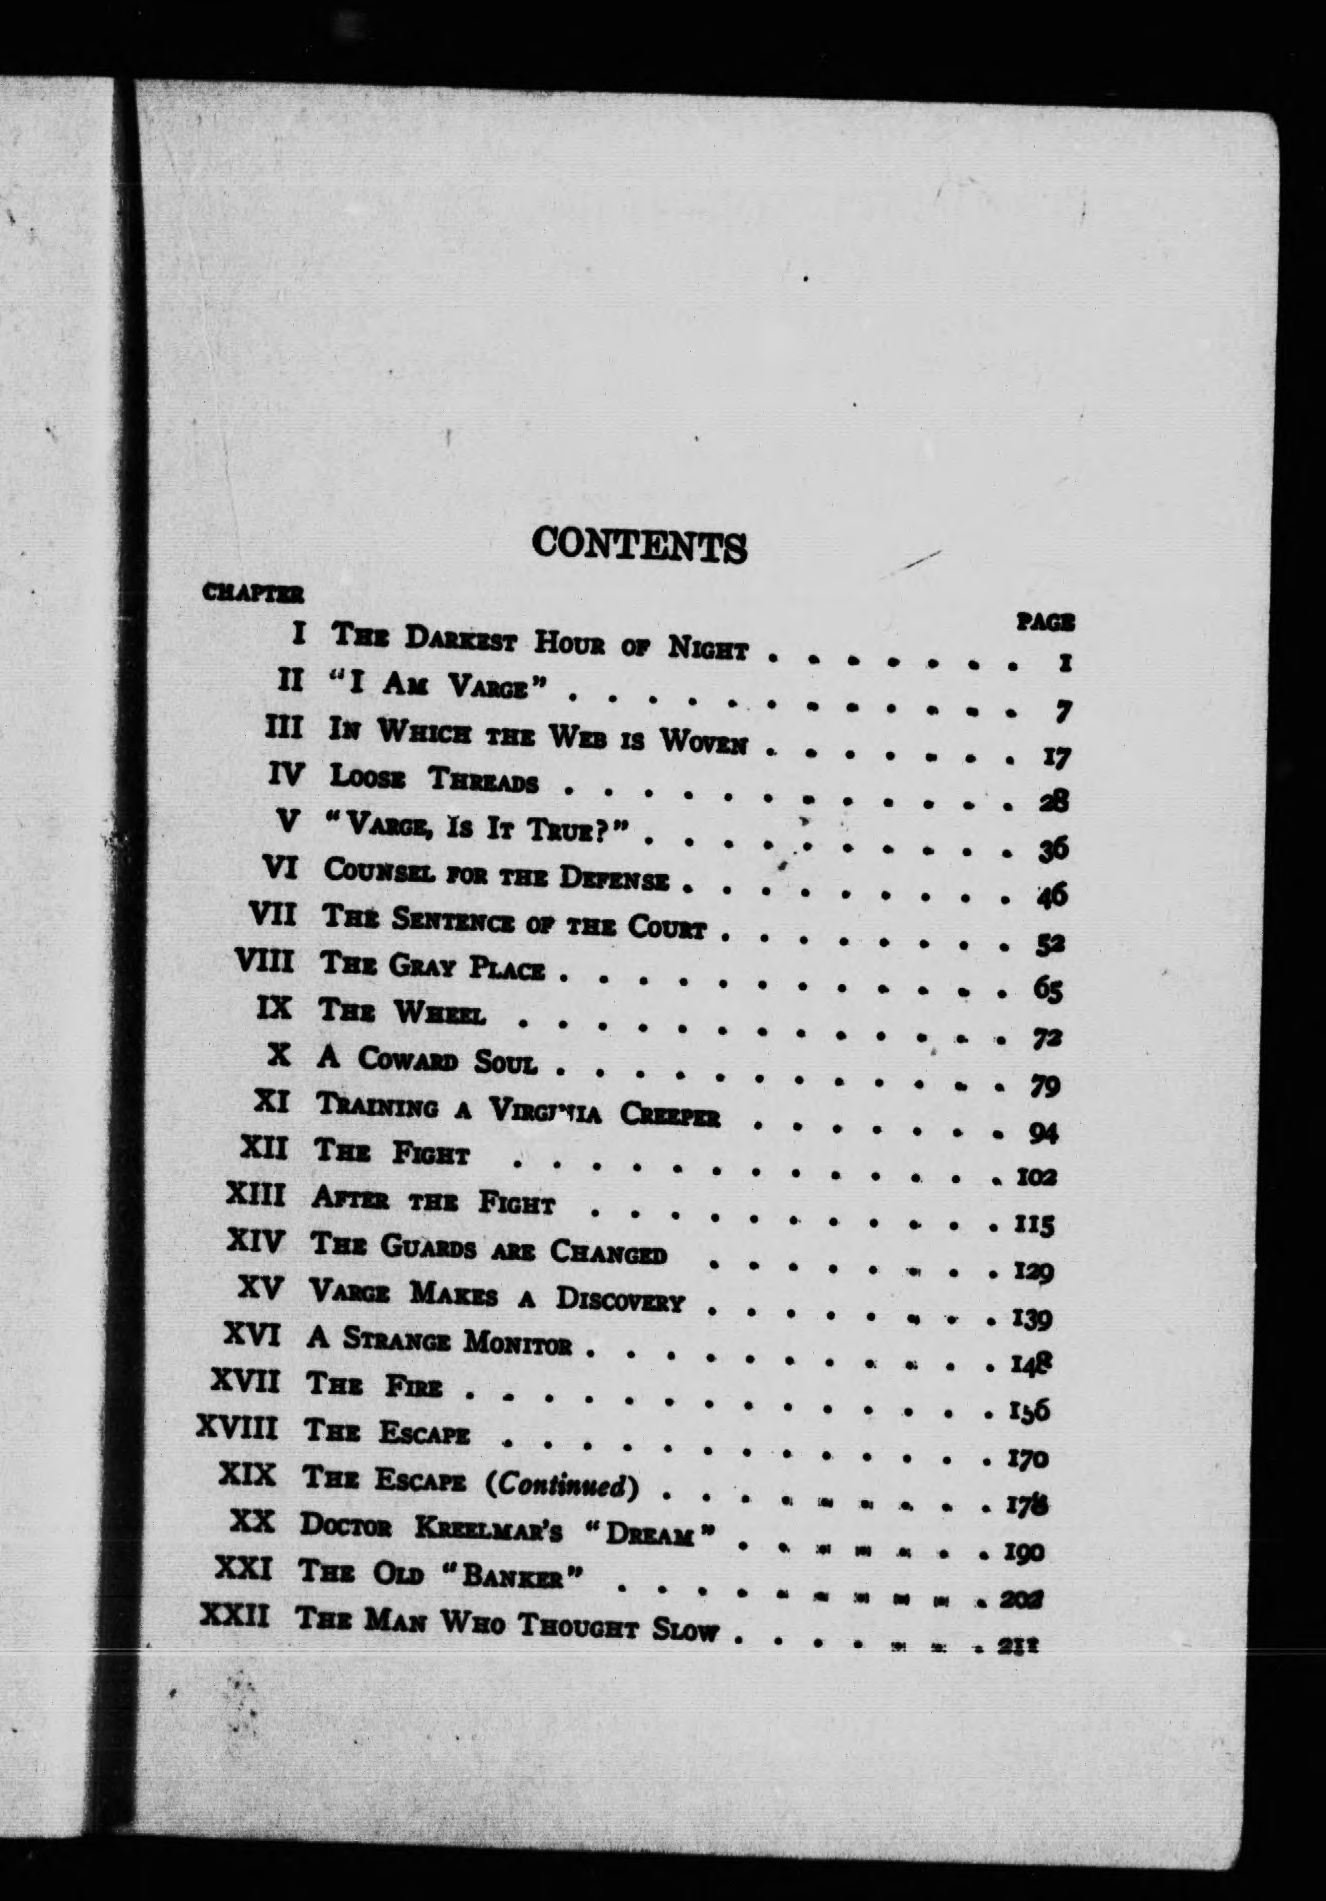 CONTENTS
CHAPTER PAGE
I The Darkest Hour of Night . . . . . . . 1
II "I Am Varge" . . . . . . . . . . . . 7
III In Which the Web is Woven . . . . . . . 17
IV Loose Threads . . . . . . . . . . . . 28
V "Varge, Is It True?" . . . . . . . . . . 36
VI Counsel for the Defense . . . . . . . . . 46
VII The Sentence of the Court . . . . . . . . 52
VIII The Gray Place . . . . . . . . . . . . 65
IX The Wheel . . . . . . . . . . . . . 72
X A Coward Soul . . . . . . . . . . . . 79
XI Training a Virginia Creeper . . . . . . . 94
XII The Fight . . . . . . . . . . . . . 102
XIII After the Fight . . . . . . . . . . . 115
XIV The Guards are Changed . . . . . . . . 129
XV Varge Makes a Discovery . . . . . . . . 139
XVI A Strange Monitor . . . . . . . . . . . 148
XVII The Fire . . . . . . . . . . . . . . 156
XVIII The Escape . . . . . . . . . . . . . 170
XIX The Escape (Continued) . . . . . . . . . 178
XX Doctor Kreelmar's "Dream" . . . . . . . 190
XXI The Old "Banker" . . . . . . . . . . 202
XXII The Man Who Thought Slow . . . . . . . 211